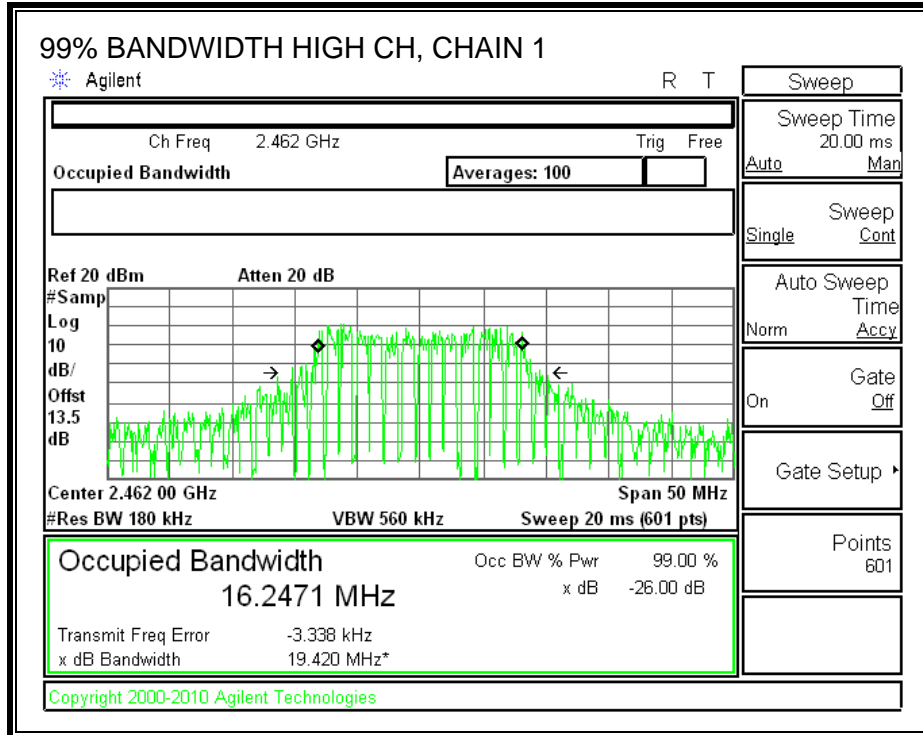 99% BANDWIDTH HIGH CH, CHAIN 1
Agilent R T
Ch Freq 2.462 GHz Trig Free
Occupied Bandwidth Averages: 100
Ref 20 dBm Atten 20 dB
#Samp
Log
10
dB/
Offst
13.5
dB
Center 2.462 00 GHz Span 50 MHz
#Res BW 180 kHz VBW 560 kHz Sweep 20 ms (601 pts)
Occupied Bandwidth Occ BW % Pwr 99.00 %
16.2471 MHz x dB -26.00 dB
Transmit Freq Error -3.338 kHz
x dB Bandwidth 19.420 MHz*
Copyright 2000-2010 Agilent Technologies
Sweep
Sweep Time
20.00 ms
Auto Man
Sweep
Single Cont
Auto Sweep
Time
Norm Accy
Gate
On Off
Gate Setup
Points
601